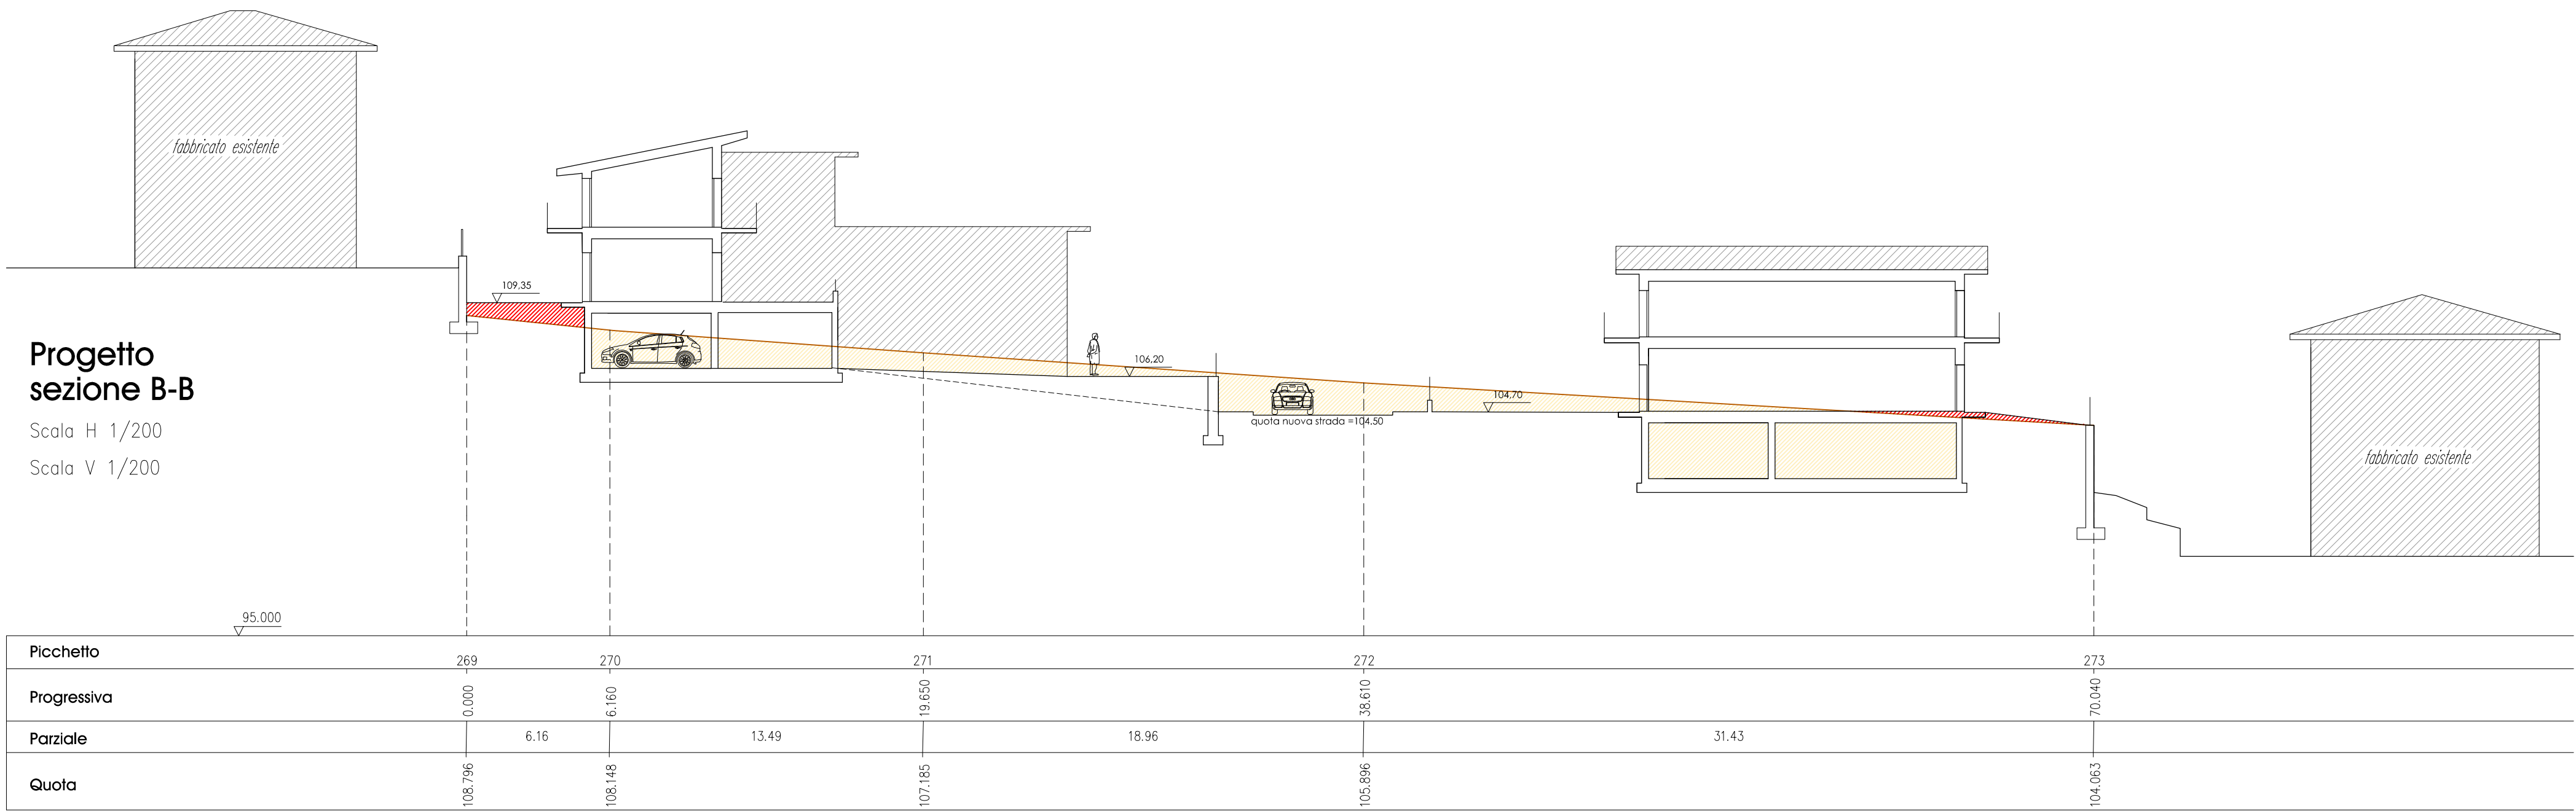 fabbricato esistente
109,35
Progetto
sezione B-B
Scala H 1/200
Scala V 1/200
106,20
104,70
quota nuova strada =104,50
fabbricato esistente
95.000
Picchetto 269 270 271 272 273
Progressiva 0.000 6.160 19.650 38.610 70.040
Parziale 6.16 13.49 18.96 31.43
Quota 108.796 108.148 107.185 105.896 104.063